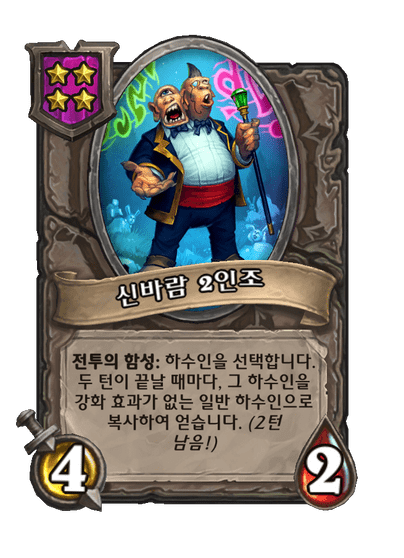 신바람 2인조
전투의 함성: 하수인을 선택합니다.
두 턴이 끝날 때마다, 그 하수인을
강화 효과가 없는 일반 하수인으로
복사하여 얻습니다. (2턴
남음!)
4
2